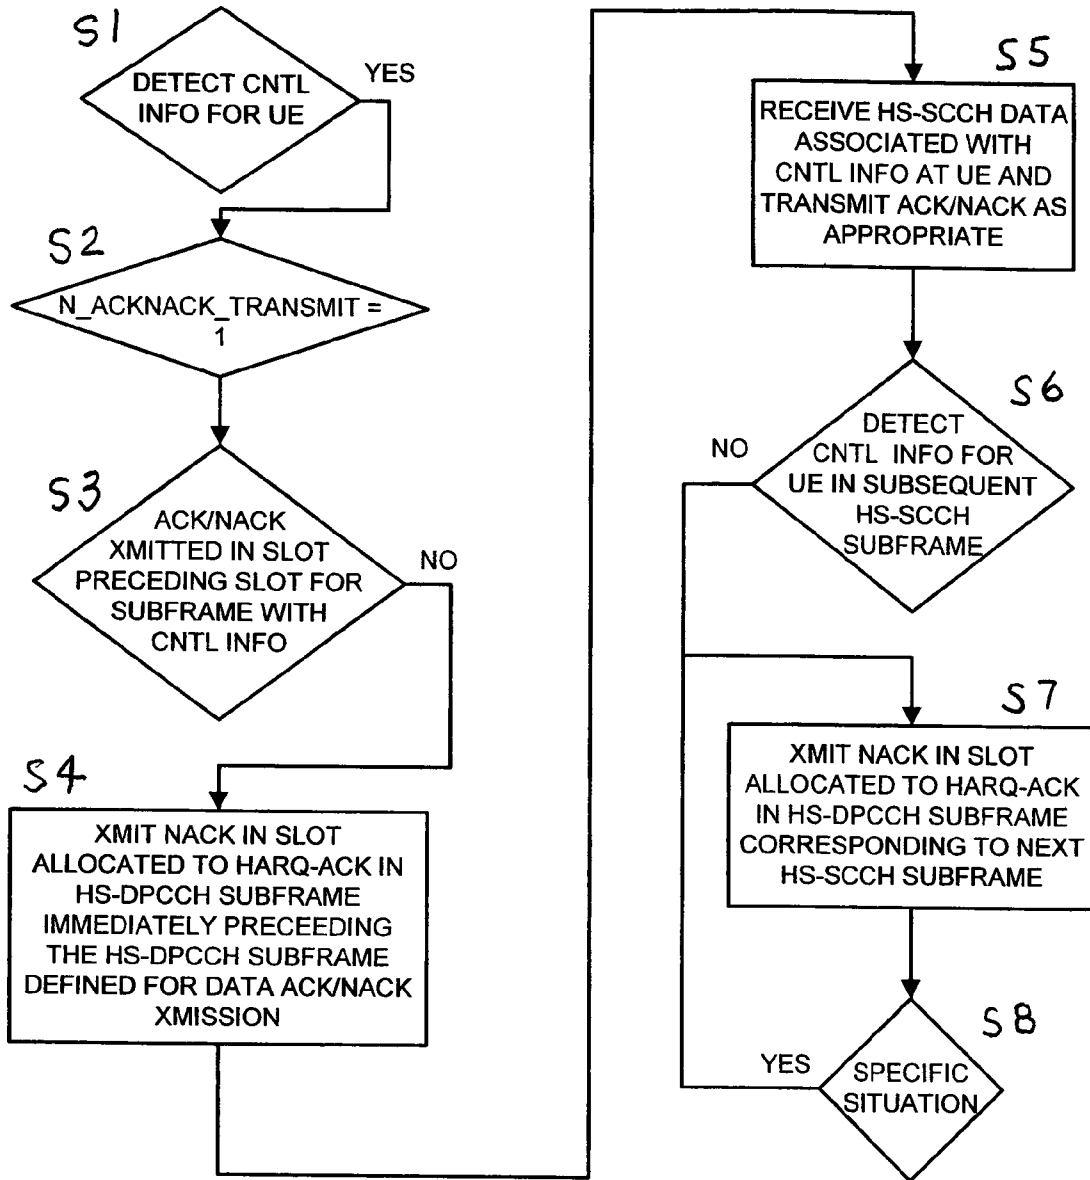 S1
DETECT CNTL
INFO FOR UE
YES
S2
N_ACKNACK_TRANSMIT =
1
S3
ACK/NACK
XMITTED IN SLOT
PRECEDING SLOT FOR
SUBFRAME WITH
CNTL INFO
NO
S4
XMIT NACK IN SLOT
ALLOCATED TO HARQ-ACK IN
HS-DPCCH SUBFRAME
IMMEDIATELY PRECEEDING
THE HS-DPCCH SUBFRAME
DEFINED FOR DATA ACK/NACK
XMISSION
S5
RECEIVE HS-SCCH DATA
ASSOCIATED WITH
CNTL INFO AT UE AND
TRANSMIT ACK/NACK AS
APPROPRIATE
S6
DETECT
CNTL INFO FOR
UE IN SUBSEQUENT
HS-SCCH
SUBFRAME
NO
S7
XMIT NACK IN SLOT
ALLOCATED TO HARQ-ACK
IN HS-DPCCH SUBFRAME
CORRESPONDING TO NEXT
HS-SCCH SUBFRAME
S8
SPECIFIC
SITUATION
YES